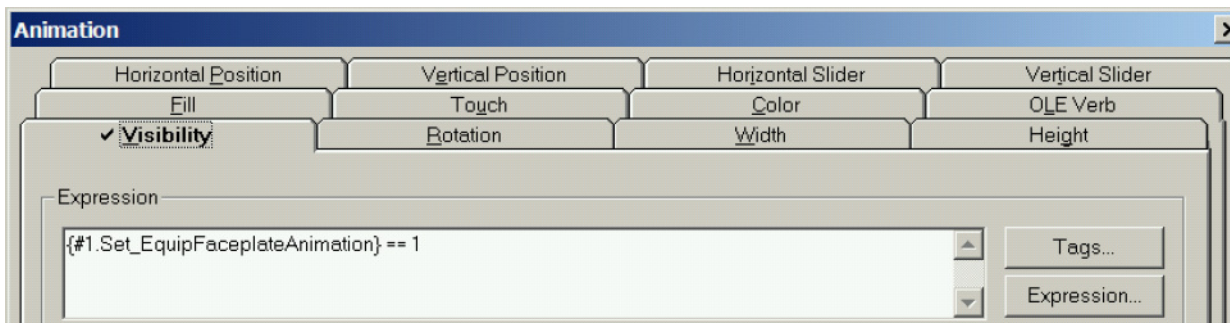 Animation
Horizontal Position Vertical Position Horizontal Slider Vertical Slider
Fill Touch Color OLE Verb
Visibility Rotation Width Height
Expression
{#1.Set_EquipFaceplateAnimation} == 1
Tags...
Expression...